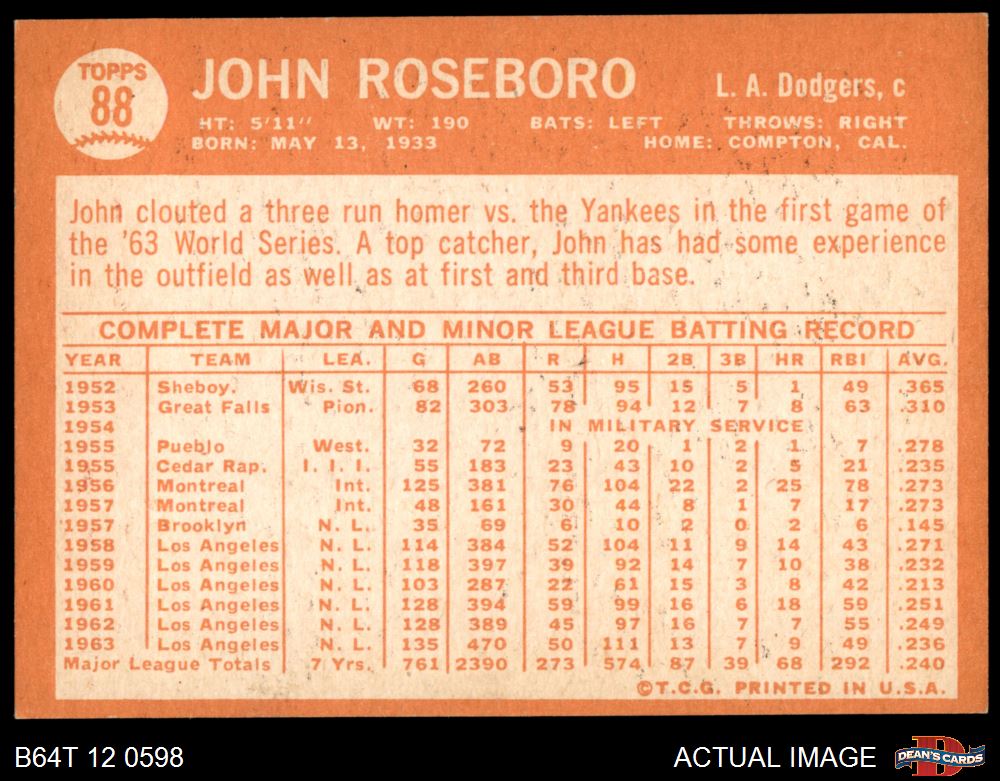 TOPPS
88
JOHN ROSEBORO
L. A. Dodgers, c
HT: 5'11" WT: 190 BATS: LEFT THROWS: RIGHT
BORN: MAY 13, 1933 HOME: COMPTON, CAL.
John clouted a three run homer vs. the Yankees in the first game of
the '63 World Series. A top catcher, John has had some experience
in the outfield as well as at first and third base.
COMPLETE MAJOR AND MINOR LEAGUE BATTING RECORD
YEAR TEAM LEA. G AB R H 2B 3B HR RBI AVG.
1952 Sheboy. Wis. St. 68 260 53 95 15 5 1 49 .365
1953 Great Falls Pion. 82 303 78 94 12 7 8 63 .310
1954 IN MILITARY SERVICE
1955 Pueblo West. 32 72 9 20 1 2 1 7 .278
1955 Cedar Rap. I. I. I. 55 183 23 43 10 2 5 21 .235
1956 Montreal Int. 125 381 76 104 22 2 25 78 .273
1957 Montreal Int. 48 161 30 44 8 1 7 17 .273
1957 Brooklyn N. L. 35 69 6 10 2 0 2 6 .145
1958 Los Angeles N. L. 114 384 52 104 11 9 14 43 .271
1959 Los Angeles N. L. 118 397 39 92 14 7 10 38 .232
1960 Los Angeles N. L. 103 287 22 61 15 3 8 42 .213
1961 Los Angeles N. L. 128 394 59 99 16 6 18 59 .251
1962 Los Angeles N. L. 128 389 45 97 16 7 7 55 .249
1963 Los Angeles N. L. 135 470 50 111 13 7 9 49 .236
Major League Totals 7 Yrs. 761 2390 273 574 87 39 68 292 .240
©T.C.G. PRINTED IN U.S.A.
B64T 12 0598
ACTUAL IMAGE
D
DEAN'S CARDS